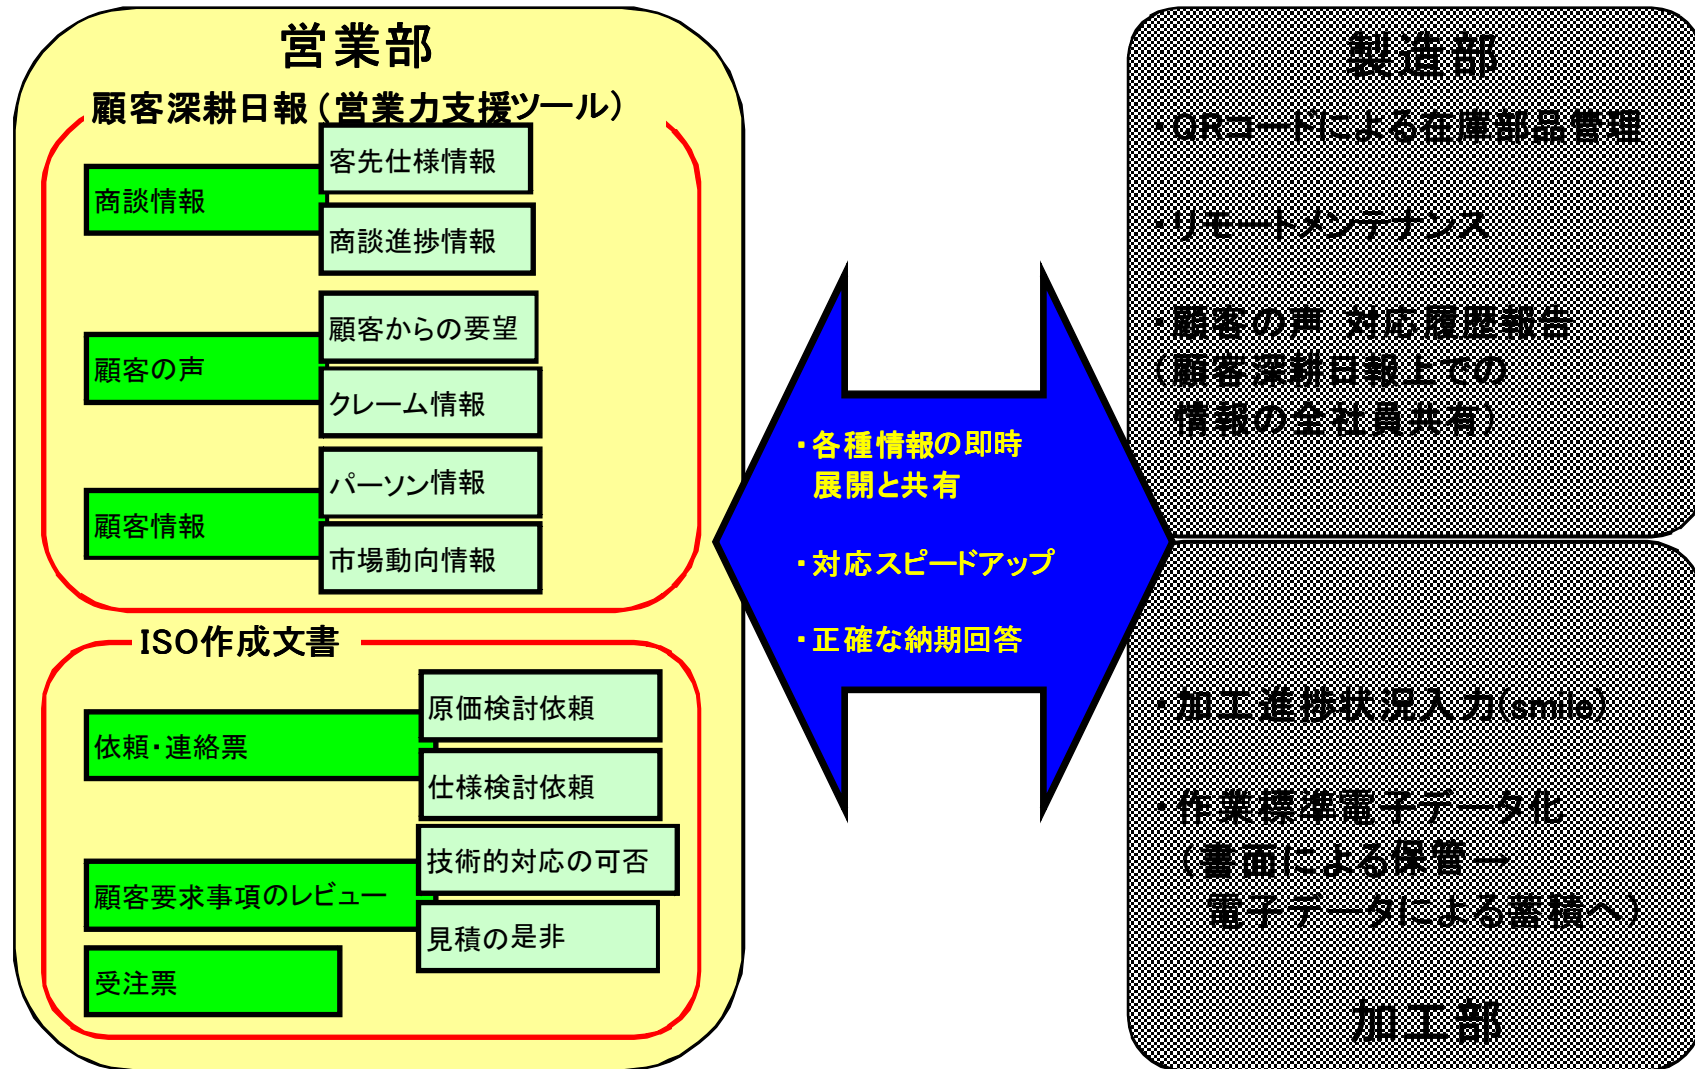 営業部
顧客深耕日報（営業力支援ツール）
商談情報
客先仕様情報
商談進捗情報
顧客の声
顧客からの要望
クレーム情報
顧客情報
パーソン情報
市場動向情報
ISO作成文書
依頼・連絡票
原価検討依頼
仕様検討依頼
顧客要求事項のレビュー
技術的対応の可否
見積の是非
受注票
・各種情報の即時
展開と共有
・対応スピードアップ
・正確な納期回答
製造部
・QRコードによる在庫部品管理
・リモートメンテナンス
・顧客の声 対応履歴報告
（顧客深耕日報上での
情報の全社員共有）
・加工進捗状況入力(smile)
・作業標準電子データ化
（書面による保管→
電子データによる蓄積へ）
加工部